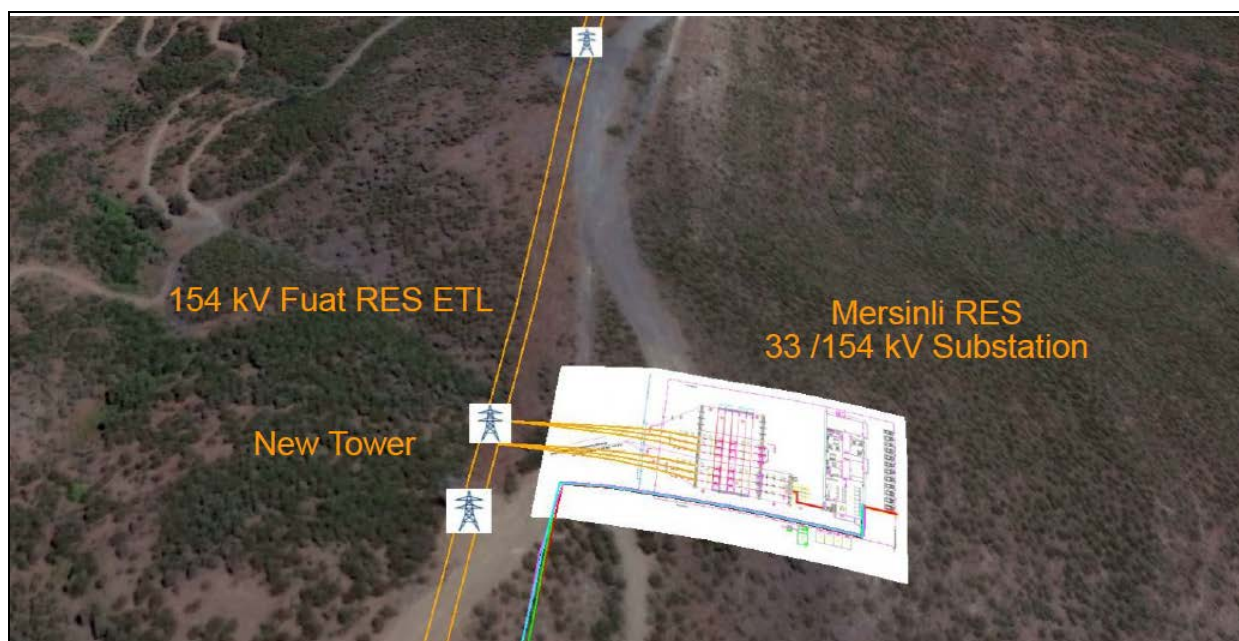 154 kV Fuat RES ETL
Mersinli RES
33 /154 kV Substation
New Tower